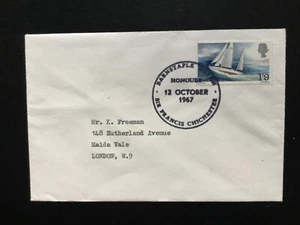 BARNSTAPLE
HONOURS
12 OCTOBER
1967
SIR FRANCIS CHICHESTER
1'9
Mr. K. Freeman
148 Sutherland Avenue
Maida Vale
LONDON, W.9